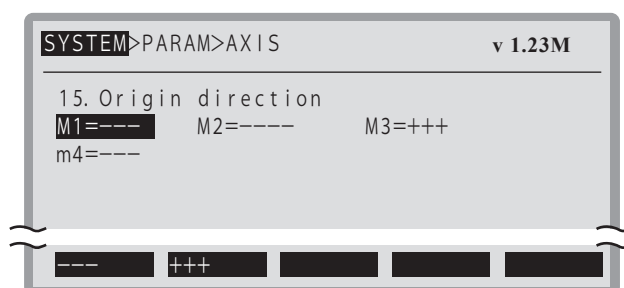 SYSTEM>PARAM>AXIS v 1.23M
15. Origin direction
M1=--- M2=---- M3=+++
m4=---
--- +++